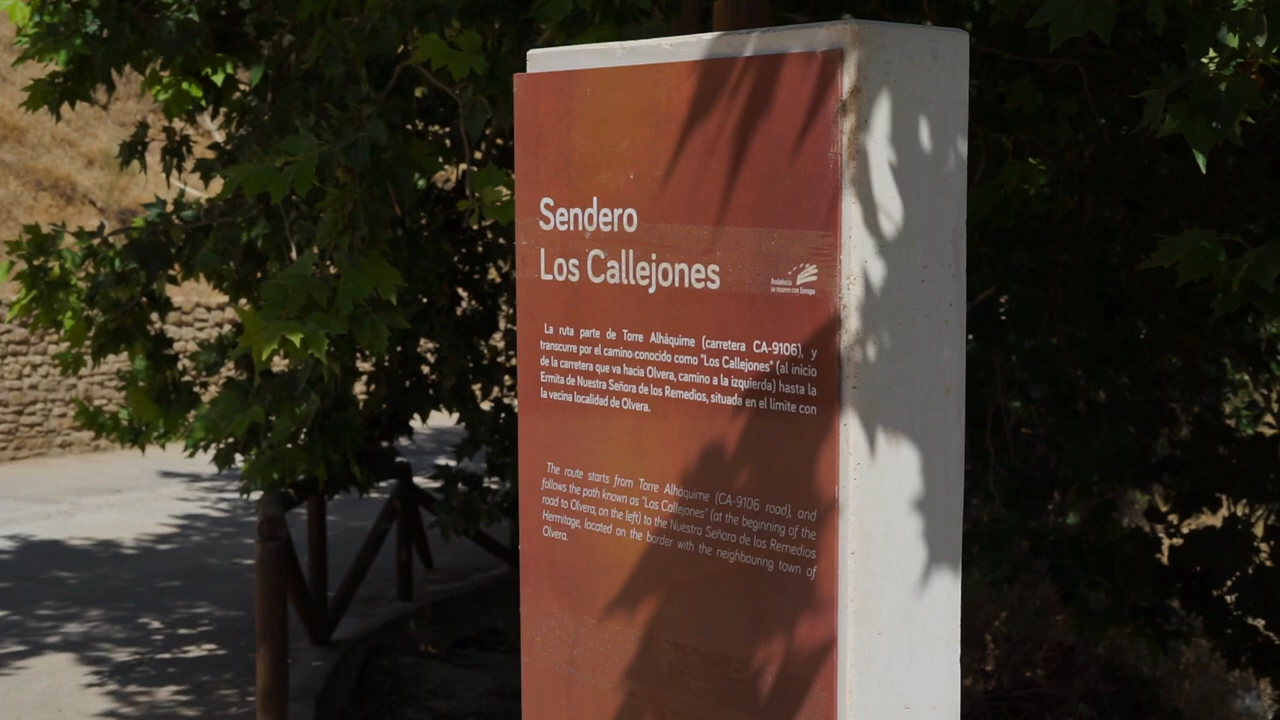 Sendero
Los Callejones
Andalucía
se mueve con Europa
La ruta parte de Torre Alháquime (carretera CA-9106), y
transcurre por el camino conocido como "Los Callejones" (al inicio
de la carretera que va hacia Olvera, camino a la izquierda) hasta la
Ermita de Nuestra Señora de los Remedios, situada en el límite con
la vecina localidad de Olvera.
The route starts from Torre Alháquime (CA-9106 road), and
follows the path known as "Los Callejones" (at the beginning of the
road to Olvera, on the left) to the Nuestra Señora de los Remedios
Hermitage, located on the border with the neighbouring town of
Olvera.